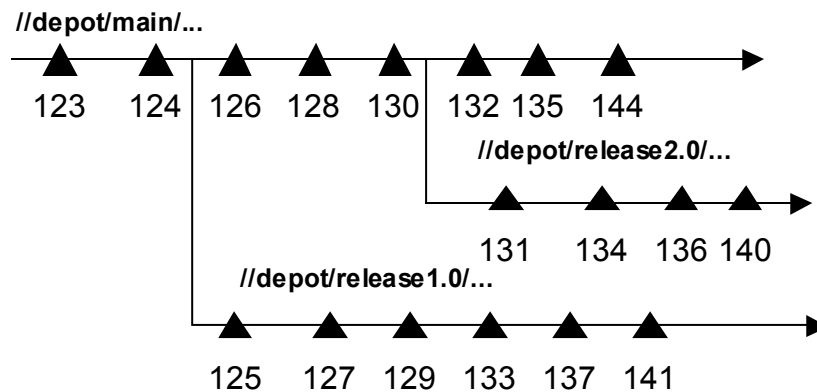 //depot/main/...
123 124 126 128 130 132 135 144
//depot/release2.0/...
131 134 136 140
//depot/release1.0/...
125 127 129 133 137 141